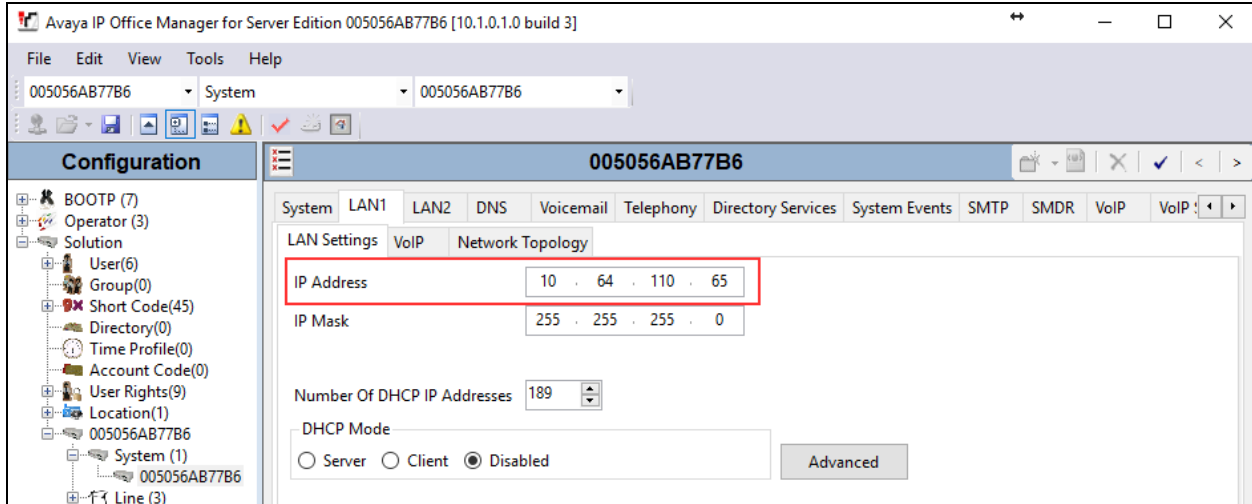 Avaya IP Office Manager for Server Edition 005056AB77B6 [10.1.0.1.0 build 3]
File Edit View Tools Help
005056AB77B6 System 005056AB77B6
Configuration
005056AB77B6
BOOTP (7)
Operator (3)
Solution
User(6)
Group(0)
Short Code(45)
Directory(0)
Time Profile(0)
Account Code(0)
User Rights(9)
Location(1)
005056AB77B6
System (1)
005056AB77B6
Line (3)
System LAN1 LAN2 DNS Voicemail Telephony Directory Services System Events SMTP SMDR VoIP VoIP
LAN Settings VoIP Network Topology
IP Address 10 . 64 . 110 . 65
IP Mask 255 . 255 . 255 . 0
Number Of DHCP IP Addresses 189
DHCP Mode
Server Client Disabled
Advanced